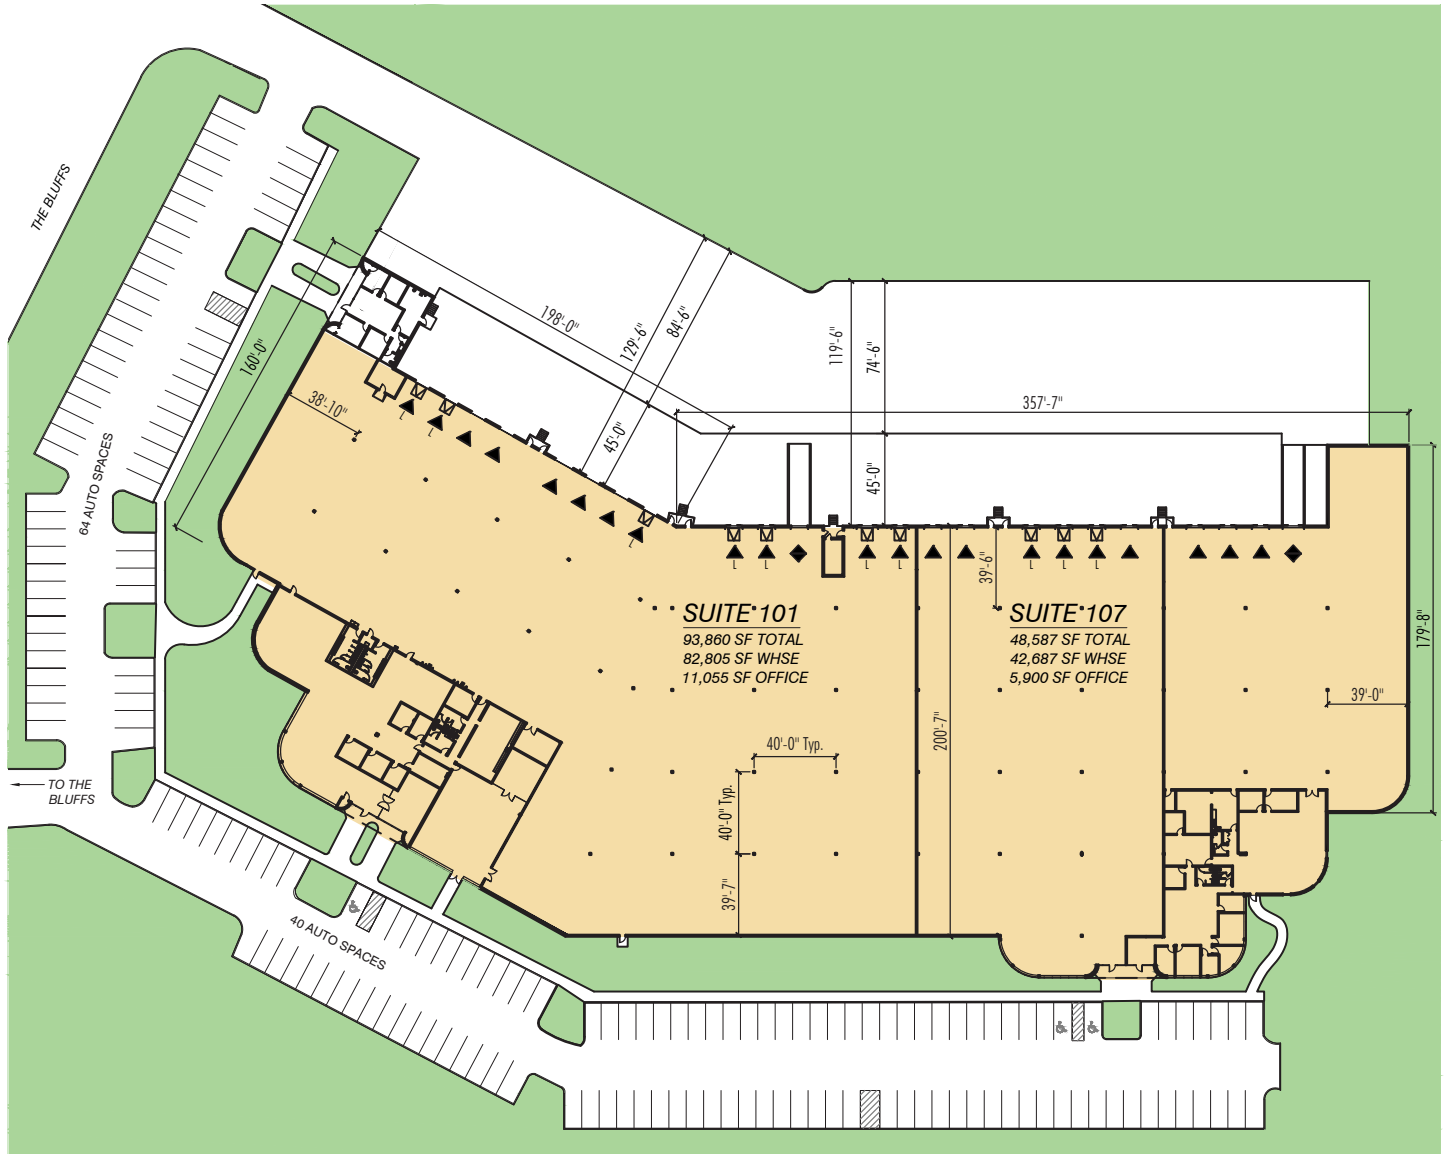 THE BLUFFS
198'-0"
129'-6"
84'-6"
119'-6"
74'-6"
160'-0"
38'-10"
357'-7"
45'-0"
45'-0"
64 AUTO SPACES
L
L
L
L
L
L
L
L
L
L
39'-6"
SUITE 101
93,860 SF TOTAL
82,805 SF WHSE
11,055 SF OFFICE
SUITE 107
48,587 SF TOTAL
42,687 SF WHSE
5,900 SF OFFICE
179'-8"
39'-0"
200'-7"
40'-0" Typ.
40'-0" Typ.
39'-7"
TO THE
BLUFFS
40 AUTO SPACES